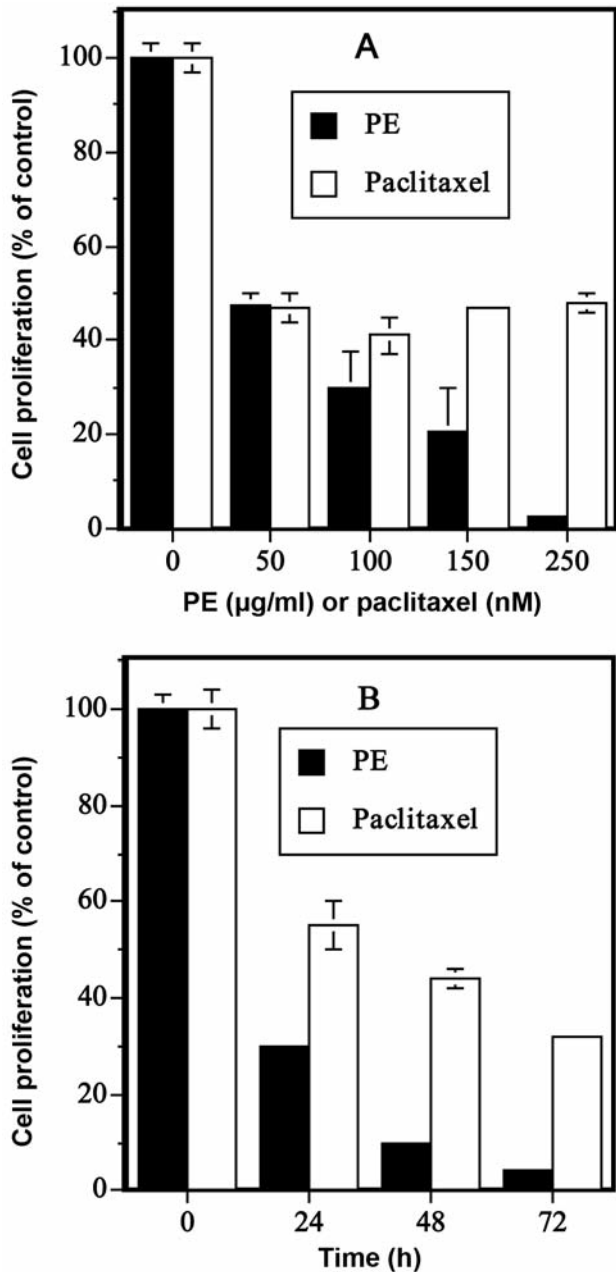 A
PE
Paclitaxel
Cell proliferation (% of control)
100
80
60
40
20
0
0 50 100 150 250
PE (µg/ml) or paclitaxel (nM)
B
PE
Paclitaxel
Cell proliferation (% of control)
100
80
60
40
20
0
0 24 48 72
Time (h)